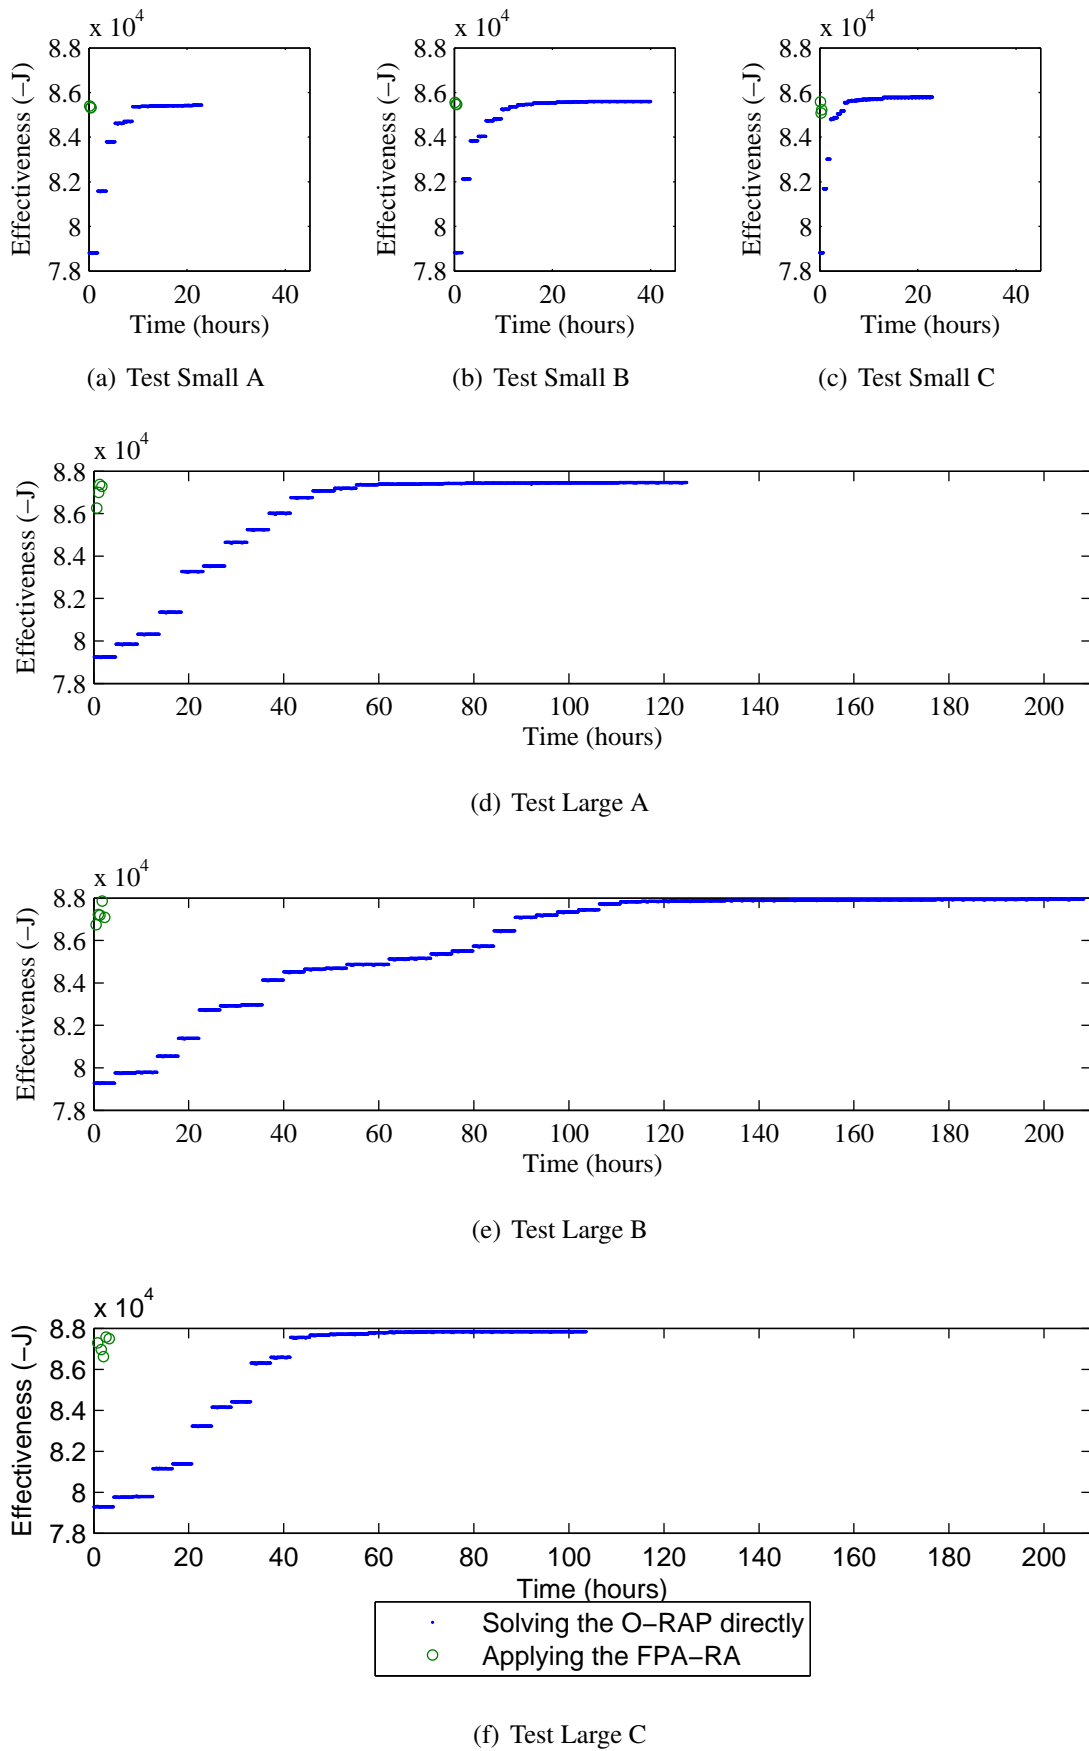 x 10^4
8.8
8.6
8.4
8.2
8
7.8
Effectiveness (−J)
0 20 40
Time (hours)
(a) Test Small A
x 10^4
8.8
8.6
8.4
8.2
8
7.8
Effectiveness (−J)
0 20 40
Time (hours)
(b) Test Small B
x 10^4
8.8
8.6
8.4
8.2
8
7.8
Effectiveness (−J)
0 20 40
Time (hours)
(c) Test Small C
x 10^4
8.8
8.6
8.4
8.2
8
7.8
Effectiveness (−J)
0 20 40 60 80 100 120 140 160 180 200
Time (hours)
(d) Test Large A
x 10^4
8.8
8.6
8.4
8.2
8
7.8
Effectiveness (−J)
0 20 40 60 80 100 120 140 160 180 200
Time (hours)
(e) Test Large B
x 10^4
8.8
8.6
8.4
8.2
8
7.8
Effectiveness (−J)
0 20 40 60 80 100 120 140 160 180 200
Time (hours)
Solving the O−RAP directly
Applying the FPA−RA
(f) Test Large C